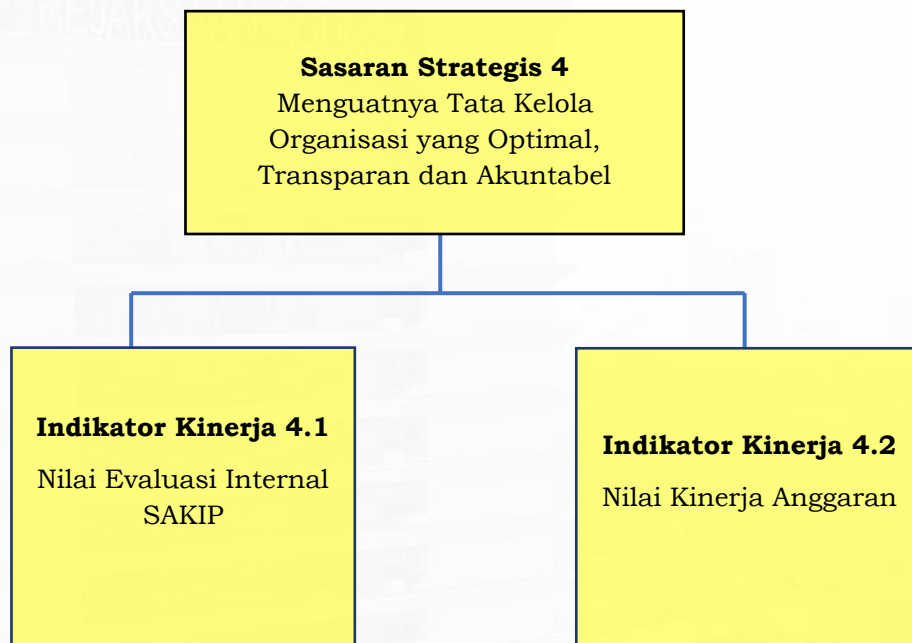 Sasaran Strategis 4
Menguatnya Tata Kelola
Organisasi yang Optimal,
Transparan dan Akuntabel
Indikator Kinerja 4.1
Nilai Evaluasi Internal
SAKIP
Indikator Kinerja 4.2
Nilai Kinerja Anggaran